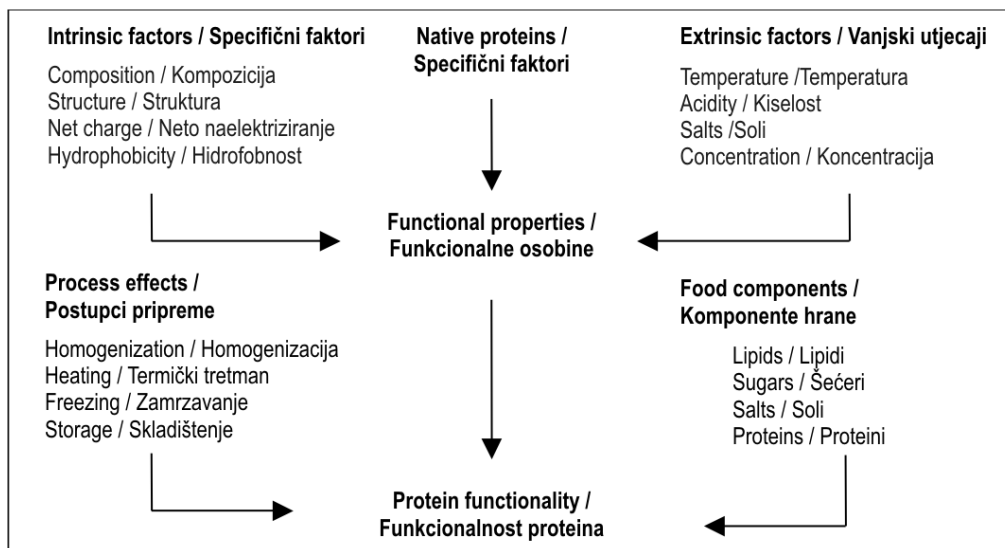 Intrinsic factors / Specifični faktori
Composition / Kompozicija
Structure / Struktura
Net charge / Neto naelektriziranje
Hydrophobicity / Hidrofobnost
Native proteins /
Specifični faktori
Extrinsic factors / Vanjski utjecaji
Temperature /Temperatura
Acidity / Kiselost
Salts /Soli
Concentration / Koncentracija
Functional properties /
Funkcionalne osobine
Process effects /
Postupci pripreme
Homogenization / Homogenizacija
Heating / Termički tretman
Freezing / Zamrzavanje
Storage / Skladištenje
Food components /
Komponente hrane
Lipids / Lipidi
Sugars / Šećeri
Salts / Soli
Proteins / Proteini
Protein functionality /
Funkcionalnost proteina